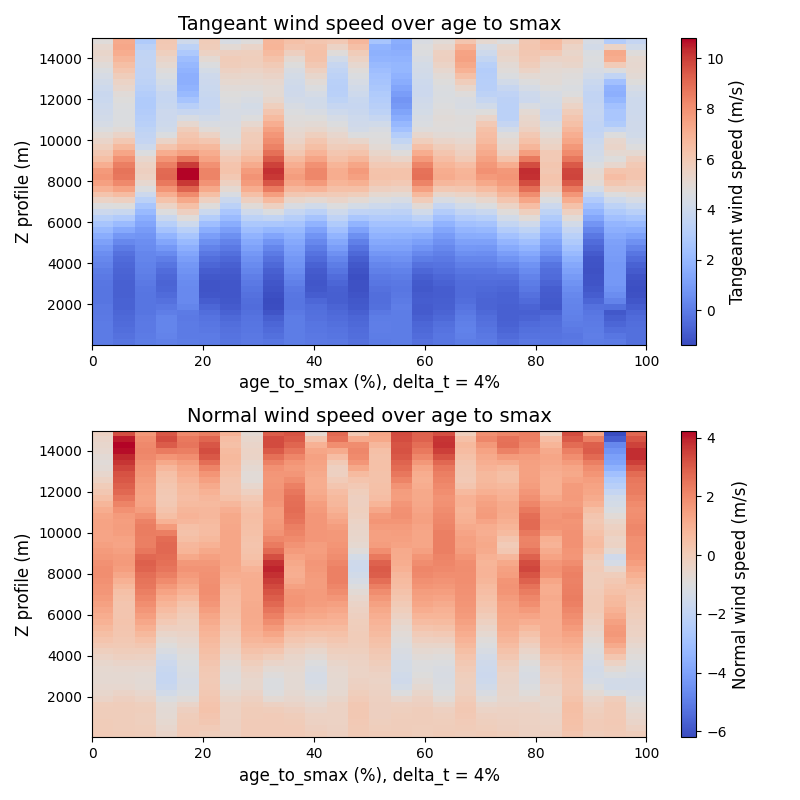 Tangeant wind speed over age to smax
14000
12000
10000
8000
6000
4000
2000
Z profile (m)
0 20 40 60 80 100
age_to_smax (%), delta_t = 4%
10
8
6
4
2
0
Tangeant wind speed (m/s)
Normal wind speed over age to smax
14000
12000
10000
8000
6000
4000
2000
Z profile (m)
0 20 40 60 80 100
age_to_smax (%), delta_t = 4%
4
2
0
−2
−4
−6
Normal wind speed (m/s)